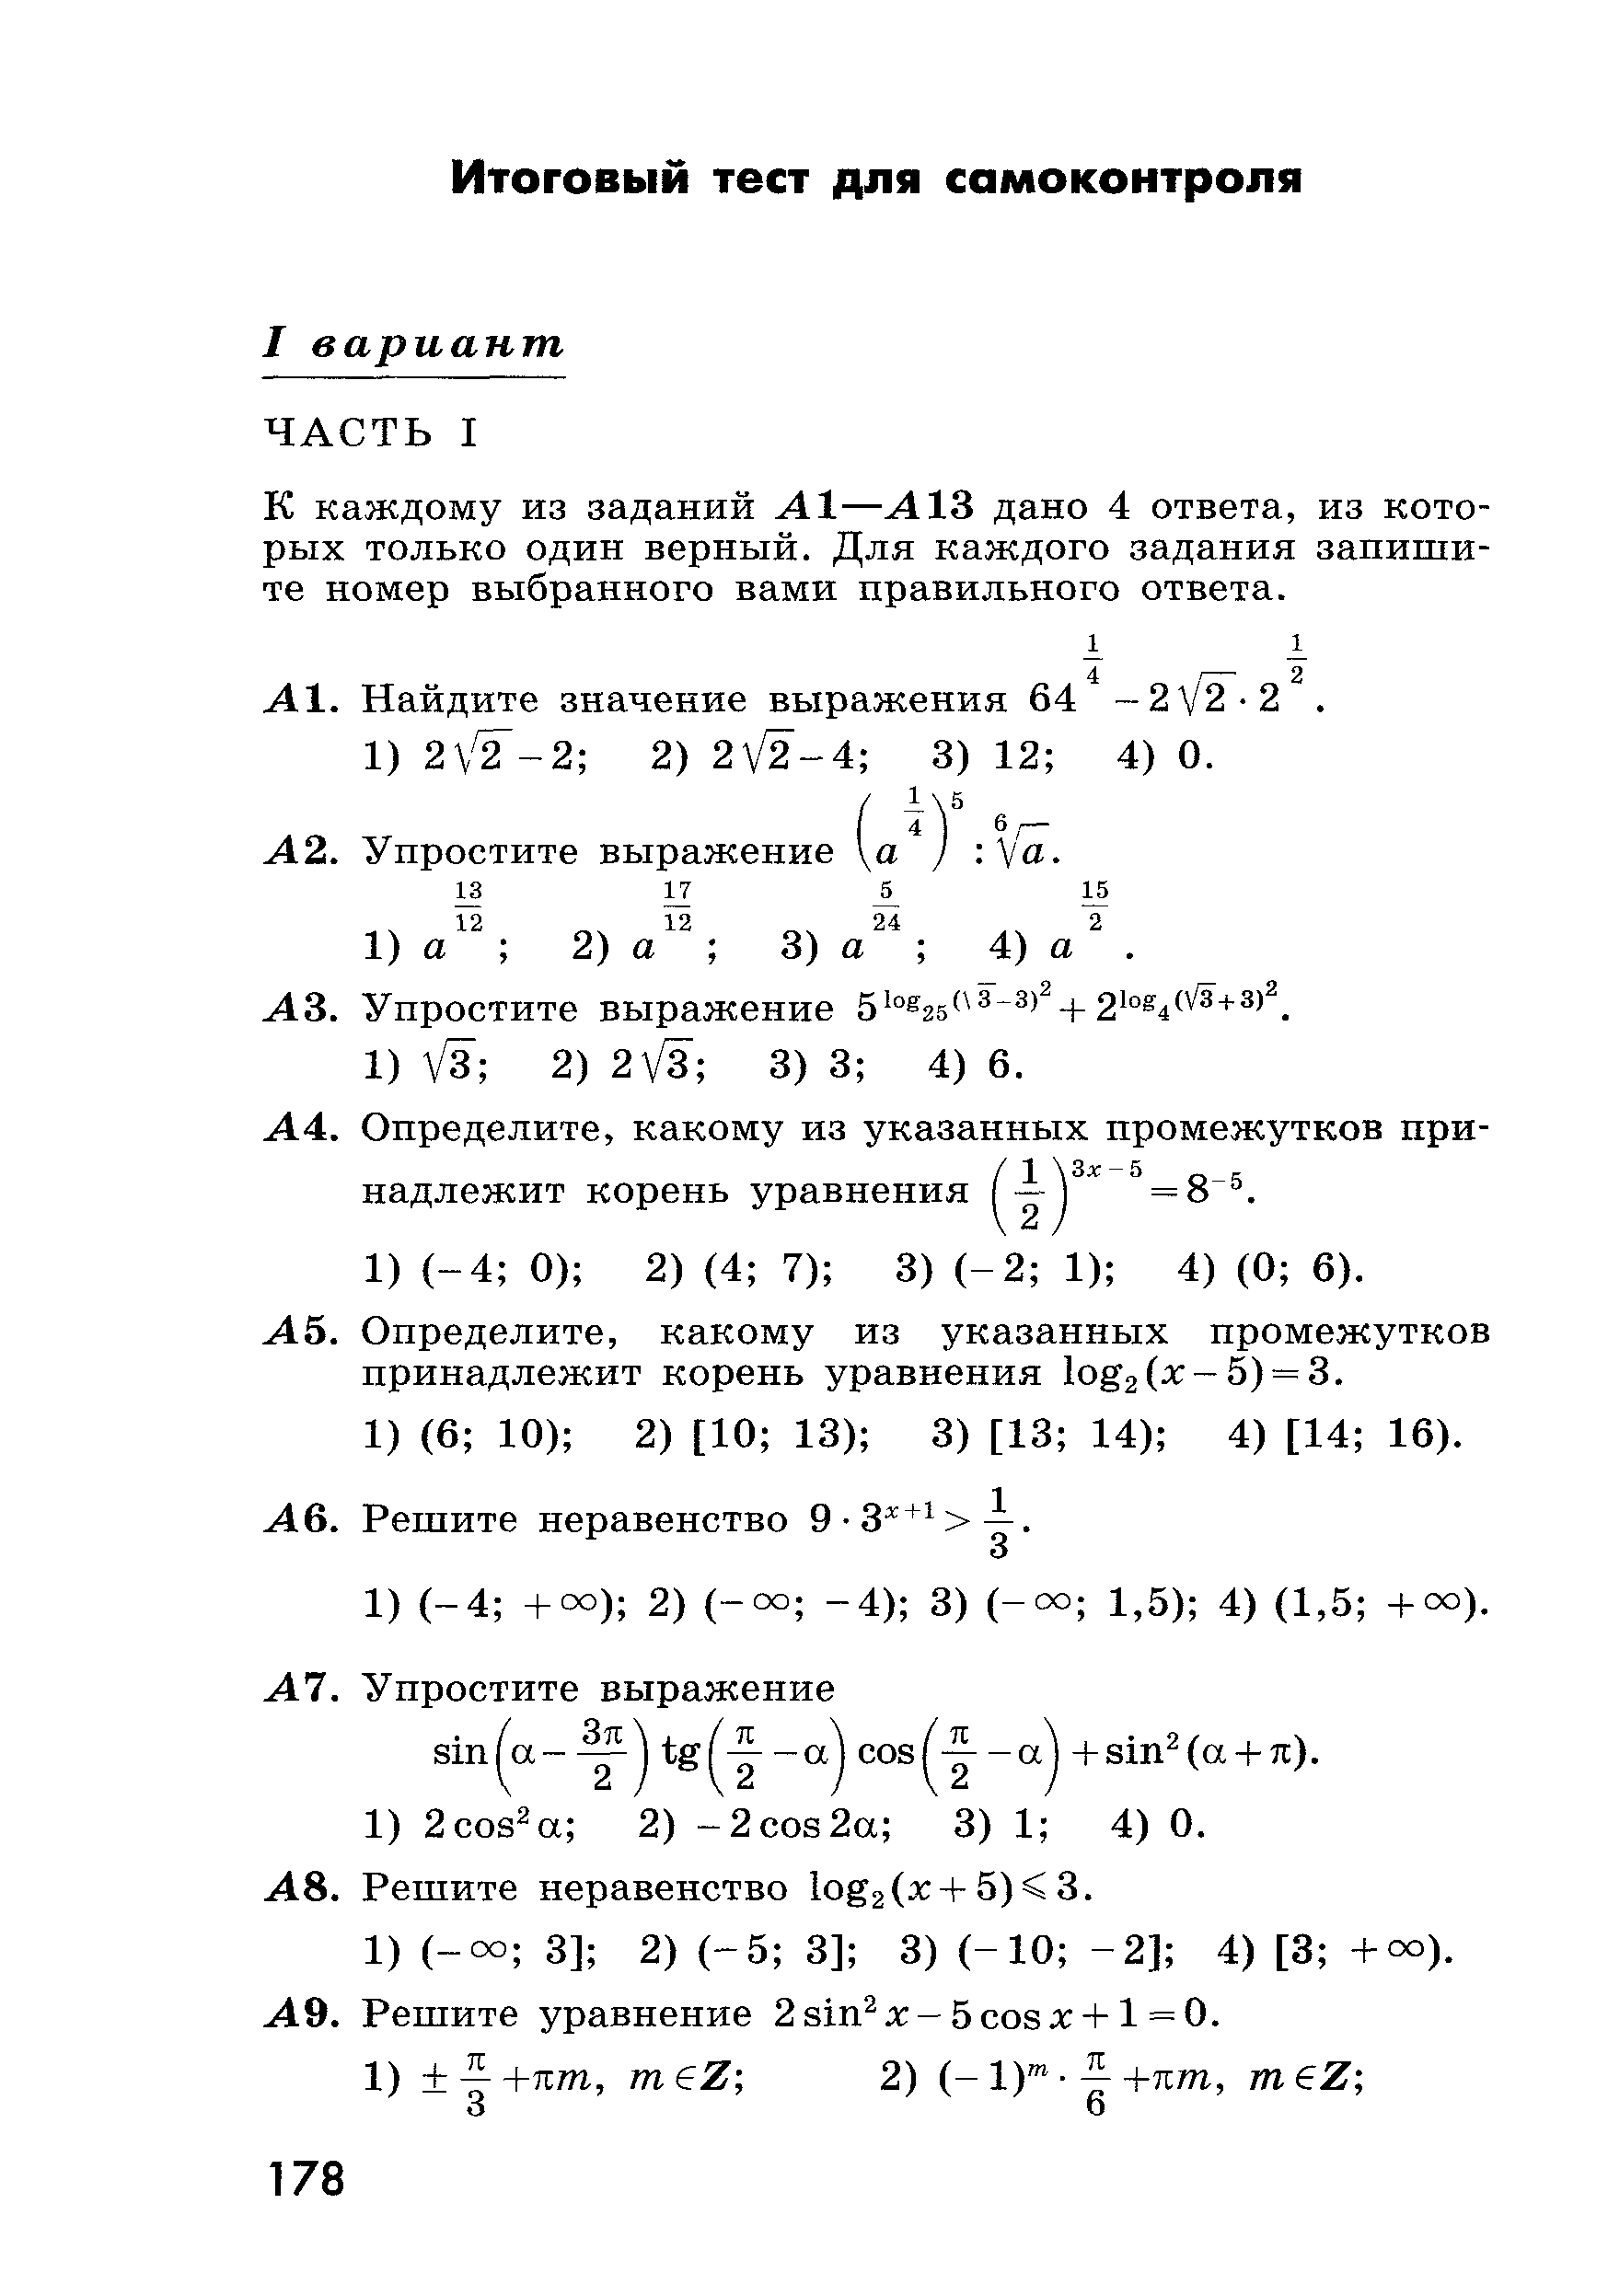 Итоговый тест для самоконтроля
I вариант
ЧАСТЬ I
К каждому из заданий А1—А13 дано 4 ответа, из кото-
рых только один верный. Для каждого задания запиши-
те номер выбранного вами правильного ответа.
А1. Найдите значение выражения 64^{1/4} − 2√2 · 2^{1/2}.
1) 2√2 − 2; 2) 2√2 − 4; 3) 12; 4) 0.
А2. Упростите выражение (a^{1/4})^5 : ⁶√a.
1) a^{13/12}; 2) a^{17/12}; 3) a^{5/24}; 4) a^{15/2}.
А3. Упростите выражение 5^{log₂₅(√3−3)²} + 2^{log₄(√3+3)²}.
1) √3; 2) 2√3; 3) 3; 4) 6.
А4. Определите, какому из указанных промежутков при-
надлежит корень уравнения (1/2)^{3x−5} = 8^{−5}.
1) (−4; 0); 2) (4; 7); 3) (−2; 1); 4) (0; 6).
А5. Определите, какому из указанных промежутков
принадлежит корень уравнения log₂(x − 5) = 3.
1) (6; 10); 2) [10; 13); 3) [13; 14); 4) [14; 16).
А6. Решите неравенство 9 · 3^{x+1} > 1/3.
1) (−4; +∞); 2) (−∞; −4); 3) (−∞; 1,5); 4) (1,5; +∞).
А7. Упростите выражение
sin(α − 3π/2) tg(π/2 − α) cos(π/2 − α) + sin²(α + π).
1) 2cos²α; 2) −2cos2α; 3) 1; 4) 0.
А8. Решите неравенство log₂(x + 5) ⩽ 3.
1) (−∞; 3]; 2) (−5; 3]; 3) (−10; −2]; 4) [3; +∞).
А9. Решите уравнение 2sin²x − 5cosx + 1 = 0.
1) ± π/3 + πm, m∈Z; 2) (−1)^m · π/6 + πm, m∈Z;
178